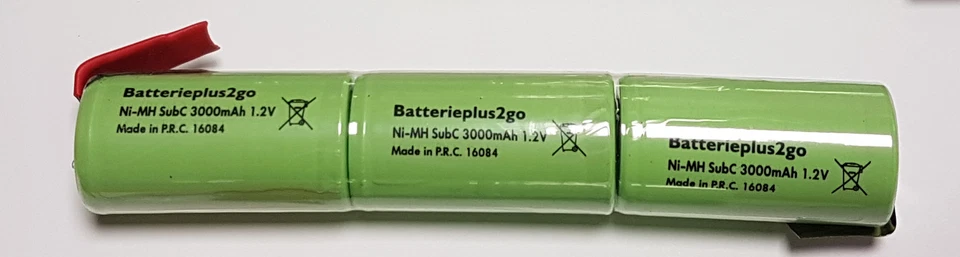 Batterieplus2go
Ni-MH SubC 3000mAh 1.2V
Made in P.R.C. 16084
Batterieplus2go
Ni-MH SubC 3000mAh 1.2V
Made in P.R.C. 16084
Batterieplus2go
Ni-MH SubC 3000mAh 1.2V
Made in P.R.C. 16084